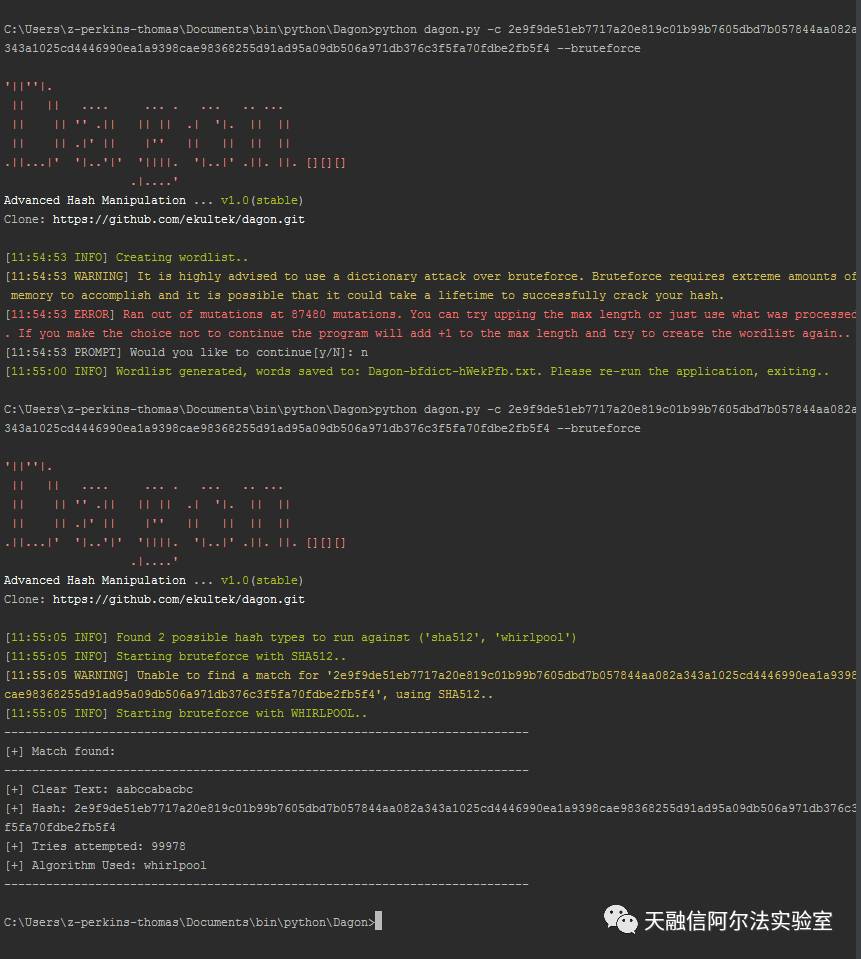 C:\Users\z-perkins-thomas\Documents\bin\python\Dagon>python dagon.py -c 2e9f9de51eb7717a20e819c01b99b7605dbd7b057844aa082a
343a1025cd4446990ea1a9398cae98368255d91ad95a09db506a971db376c3f5fa70fdbe2fb5f4 --bruteforce
'||''|.
 ||   ||   ....     ... .   ...   .. ...
 ||    || '' .||   || ||  .|  '|.  ||  ||
 ||    || .|' ||    |''   ||   ||  ||  ||
.||...|'  '|..'|'  '||||.  '|..|' .||. ||. [][][]
                  .|....'
Advanced Hash Manipulation ... v1.0(stable)
Clone: https://github.com/ekultek/dagon.git
[11:54:53 INFO] Creating wordlist..
[11:54:53 WARNING] It is highly advised to use a dictionary attack over bruteforce. Bruteforce requires extreme amounts of
 memory to accomplish and it is possible that it could take a lifetime to successfully crack your hash.
[11:54:53 ERROR] Ran out of mutations at 87480 mutations. You can try upping the max length or just use what was processed
. If you make the choice not to continue the program will add +1 to the max length and try to create the wordlist again..
[11:54:53 PROMPT] Would you like to continue[y/N]: n
[11:55:00 INFO] Wordlist generated, words saved to: Dagon-bfdict-hWekPfb.txt. Please re-run the application, exiting..
C:\Users\z-perkins-thomas\Documents\bin\python\Dagon>python dagon.py -c 2e9f9de51eb7717a20e819c01b99b7605dbd7b057844aa082a
343a1025cd4446990ea1a9398cae98368255d91ad95a09db506a971db376c3f5fa70fdbe2fb5f4 --bruteforce
'||''|.
 ||   ||   ....     ... .   ...   .. ...
 ||    || '' .||   || ||  .|  '|.  ||  ||
 ||    || .|' ||    |''   ||   ||  ||  ||
.||...|'  '|..'|'  '||||.  '|..|' .||. ||. [][][]
                  .|....'
Advanced Hash Manipulation ... v1.0(stable)
Clone: https://github.com/ekultek/dagon.git
[11:55:05 INFO] Found 2 possible hash types to run against ('sha512', 'whirlpool')
[11:55:05 INFO] Starting bruteforce with SHA512..
[11:55:05 WARNING] Unable to find a match for '2e9f9de51eb7717a20e819c01b99b7605dbd7b057844aa082a343a1025cd4446990ea1a9398
cae98368255d91ad95a09db506a971db376c3f5fa70fdbe2fb5f4', using SHA512..
[11:55:05 INFO] Starting bruteforce with WHIRLPOOL..
---------------------------------------------------------------------------
[+] Match found:
---------------------------------------------------------------------------
[+] Clear Text: aabccabacbc
[+] Hash: 2e9f9de51eb7717a20e819c01b99b7605dbd7b057844aa082a343a1025cd4446990ea1a9398cae98368255d91ad95a09db506a971db376c3
f5fa70fdbe2fb5f4
[+] Tries attempted: 99978
[+] Algorithm Used: whirlpool
---------------------------------------------------------------------------
C:\Users\z-perkins-thomas\Documents\bin\python\Dagon>
天融信阿尔法实验室